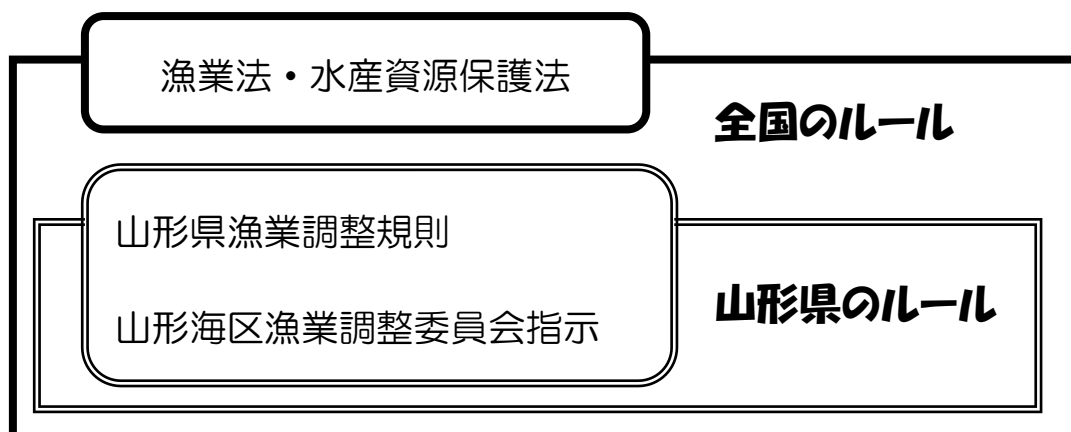 漁業法・水産資源保護法
全国のルール
山形県漁業調整規則
山形海区漁業調整委員会指示
山形県のルール